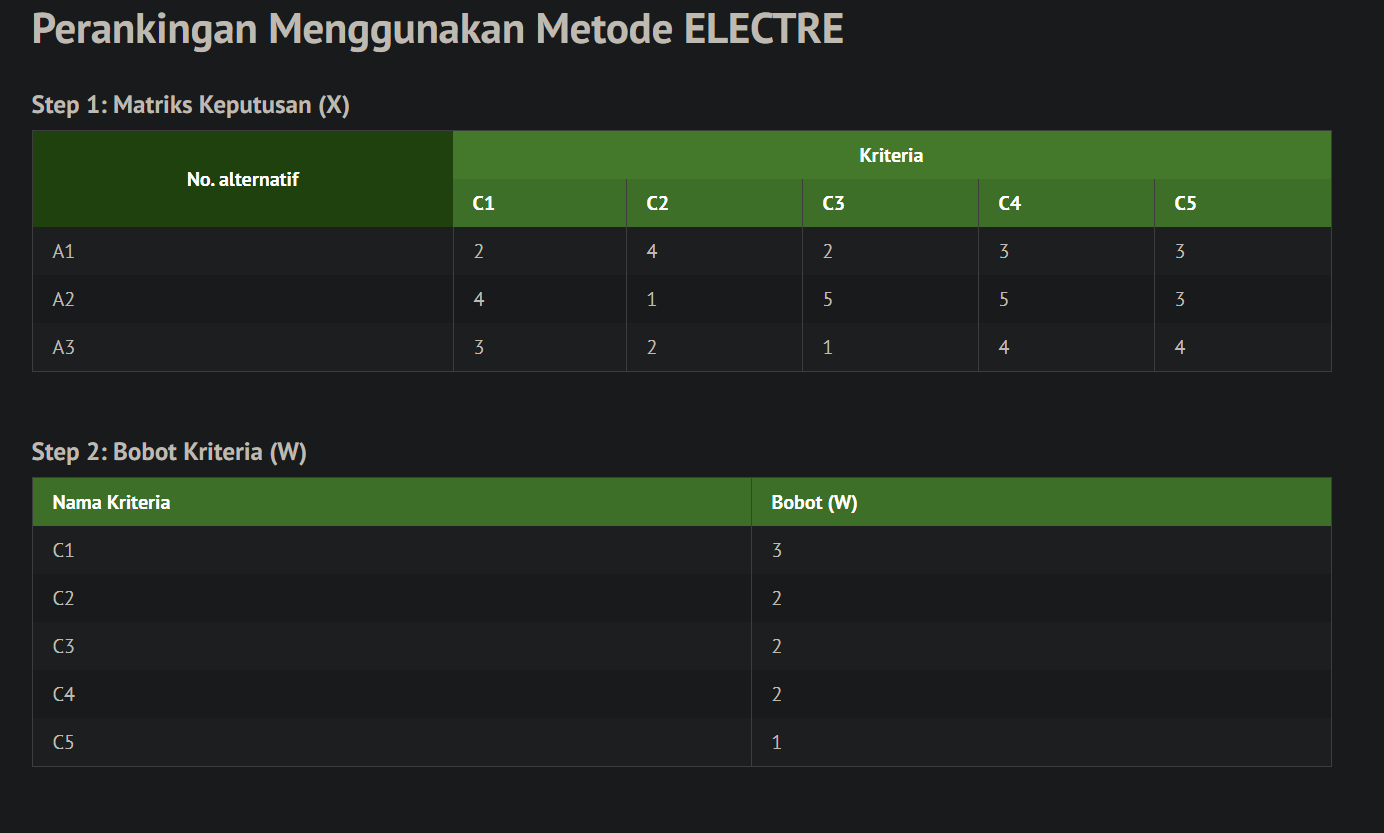 Perankingan Menggunakan Metode ELECTRE
Step 1: Matriks Keputusan (X)
No. alternatif
Kriteria
C1 C2 C3 C4 C5
A1 2 4 2 3 3
A2 4 1 5 5 3
A3 3 2 1 4 4
Step 2: Bobot Kriteria (W)
Nama Kriteria Bobot (W)
C1 3
C2 2
C3 2
C4 2
C5 1